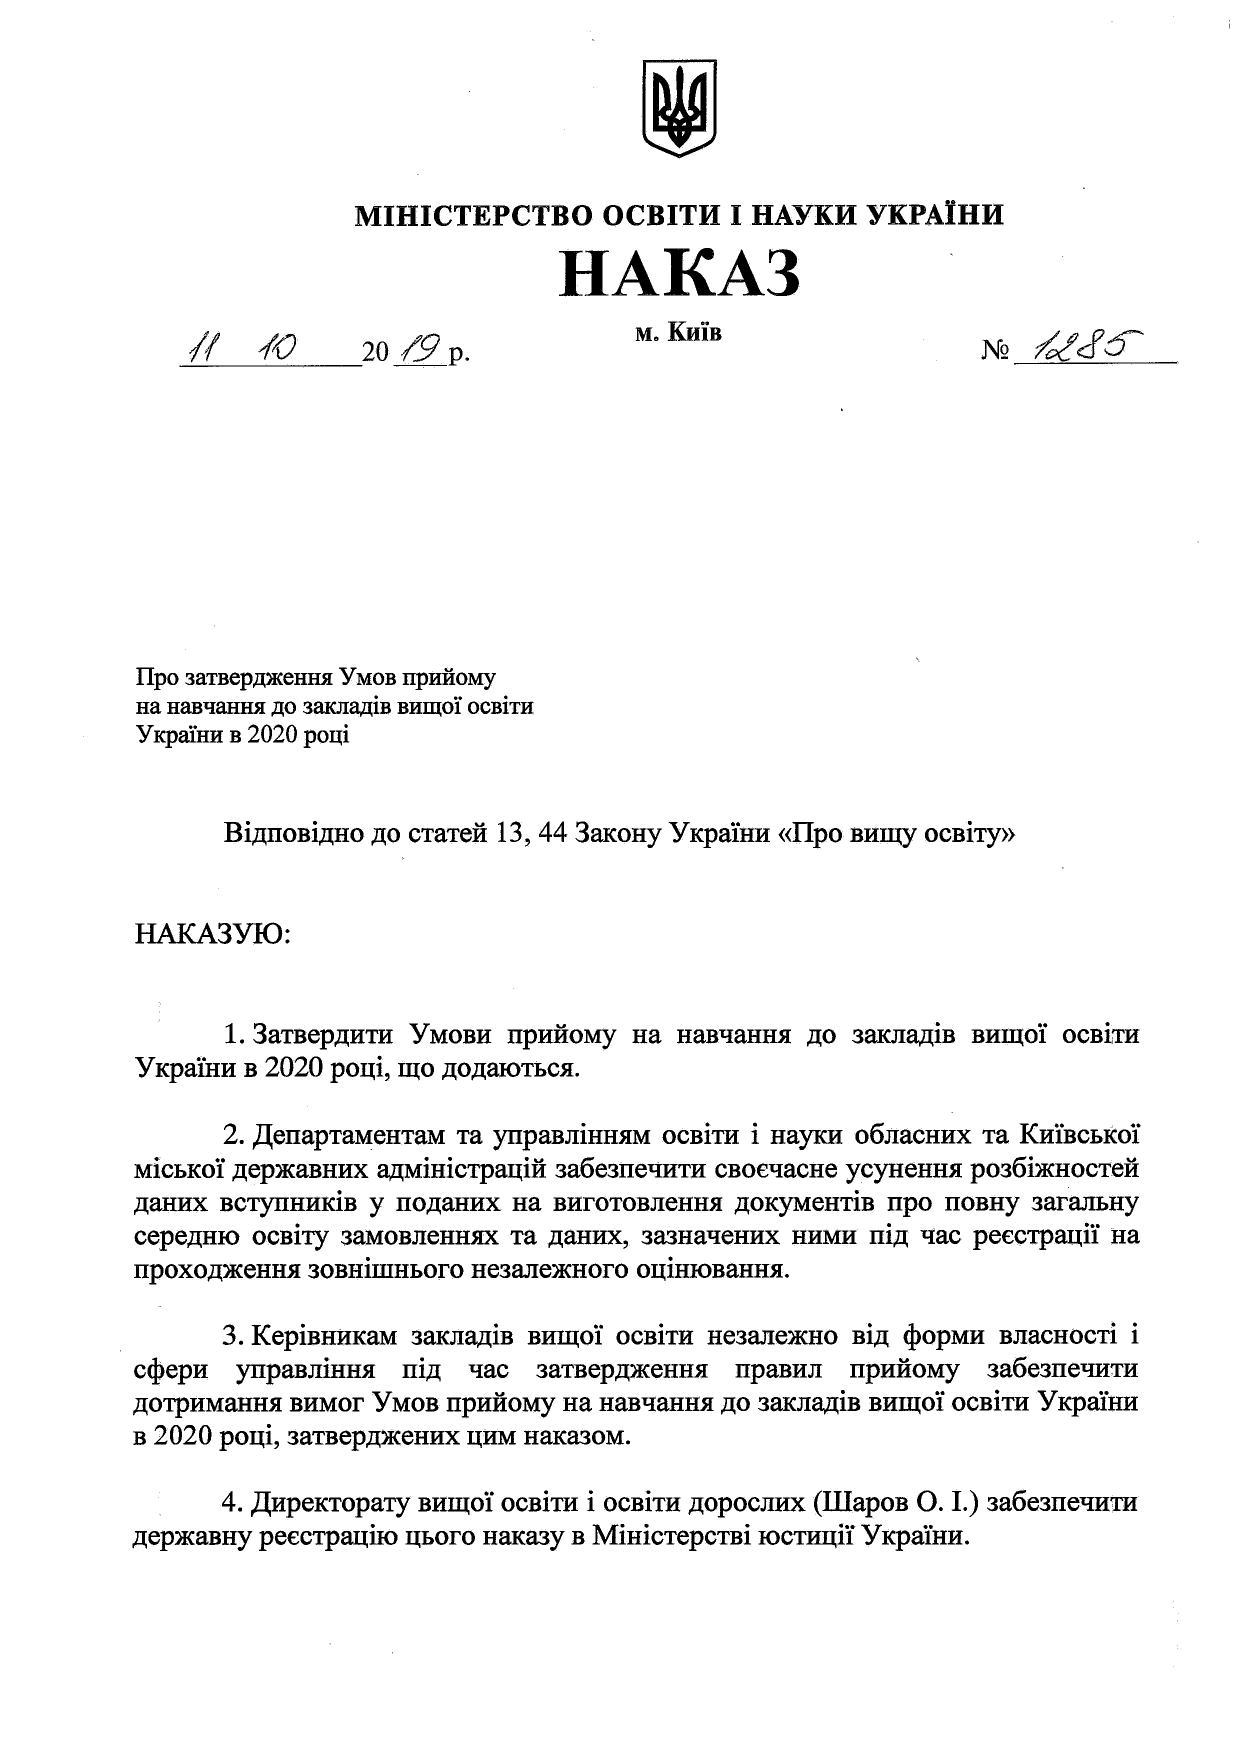 МІНІСТЕРСТВО ОСВІТИ І НАУКИ УКРАЇНИ
НАКАЗ
м. Київ
11 10 2019 р.
№ 1285
Про затвердження Умов прийому
на навчання до закладів вищої освіти
України в 2020 році
Відповідно до статей 13, 44 Закону України «Про вищу освіту»
НАКАЗУЮ:
1. Затвердити Умови прийому на навчання до закладів вищої освіти
України в 2020 році, що додаються.
2. Департаментам та управлінням освіти і науки обласних та Київської
міської державних адміністрацій забезпечити своєчасне усунення розбіжностей
даних вступників у поданих на виготовлення документів про повну загальну
середню освіту замовленнях та даних, зазначених ними під час реєстрації на
проходження зовнішнього незалежного оцінювання.
3. Керівникам закладів вищої освіти незалежно від форми власності і
сфери управління під час затвердження правил прийому забезпечити
дотримання вимог Умов прийому на навчання до закладів вищої освіти України
в 2020 році, затверджених цим наказом.
4. Директорату вищої освіти і освіти дорослих (Шаров О. І.) забезпечити
державну реєстрацію цього наказу в Міністерстві юстиції України.